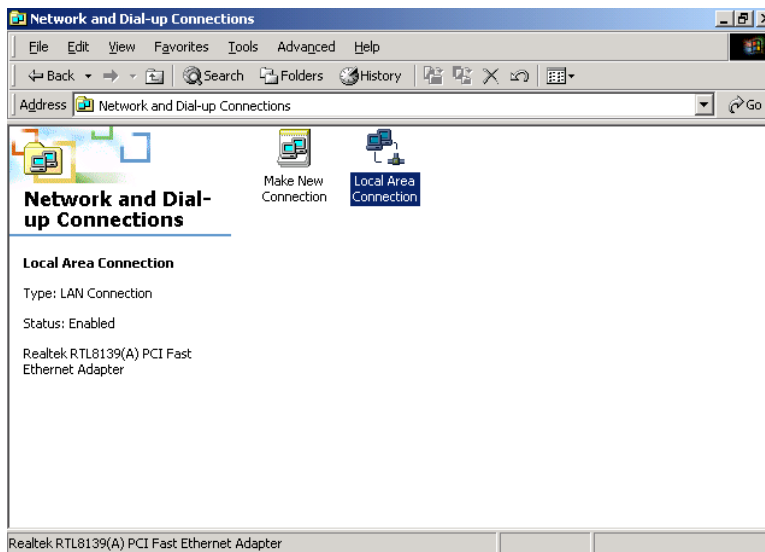 Network and Dial-up Connections
File Edit View Favorites Tools Advanced Help
Back Search Folders History
Address Network and Dial-up Connections Go
Make New Connection
Local Area Connection
Network and Dial-
up Connections
Local Area Connection
Type: LAN Connection
Status: Enabled
Realtek RTL8139(A) PCI Fast
Ethernet Adapter
Realtek RTL8139(A) PCI Fast Ethernet Adapter